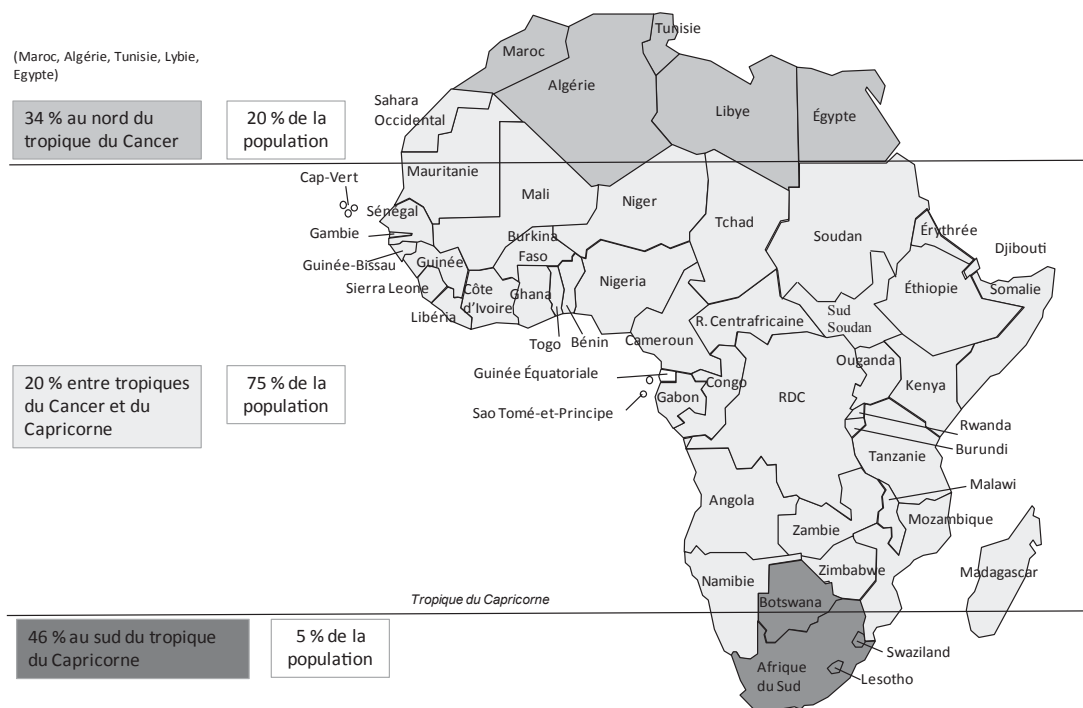 (Maroc, Algérie, Tunisie, Lybie,
Egypte)
34 % au nord du
tropique du Cancer
20 % de la
population
Tunisie
Maroc
Algérie
Libye
Égypte
Sahara
Occidental
Mauritanie
Cap-Vert
Mali
Niger
Sénégal
Tchad
Soudan
Érythrée
Gambie
Burkina
Faso
Djibouti
Guinée-Bissau
Guinée
Nigeria
Éthiopie
Somalie
Sierra Leone
Côte
d'Ivoire
Ghana
Libéria
Togo
Bénin
Cameroun
R. Centrafricaine
Sud
Soudan
20 % entre tropiques
du Cancer et du
Capricorne
75 % de la
population
Guinée Équatoriale
Gabon
Congo
RDC
Ouganda
Kenya
Sao Tomé-et-Principe
Rwanda
Burundi
Tanzanie
Malawi
Angola
Zambie
Mozambique
Namibie
Zimbabwe
Madagascar
Tropique du Capricorne
Botswana
46 % au sud du tropique
du Capricorne
5 % de la
population
Swaziland
Afrique
du Sud
Lesotho